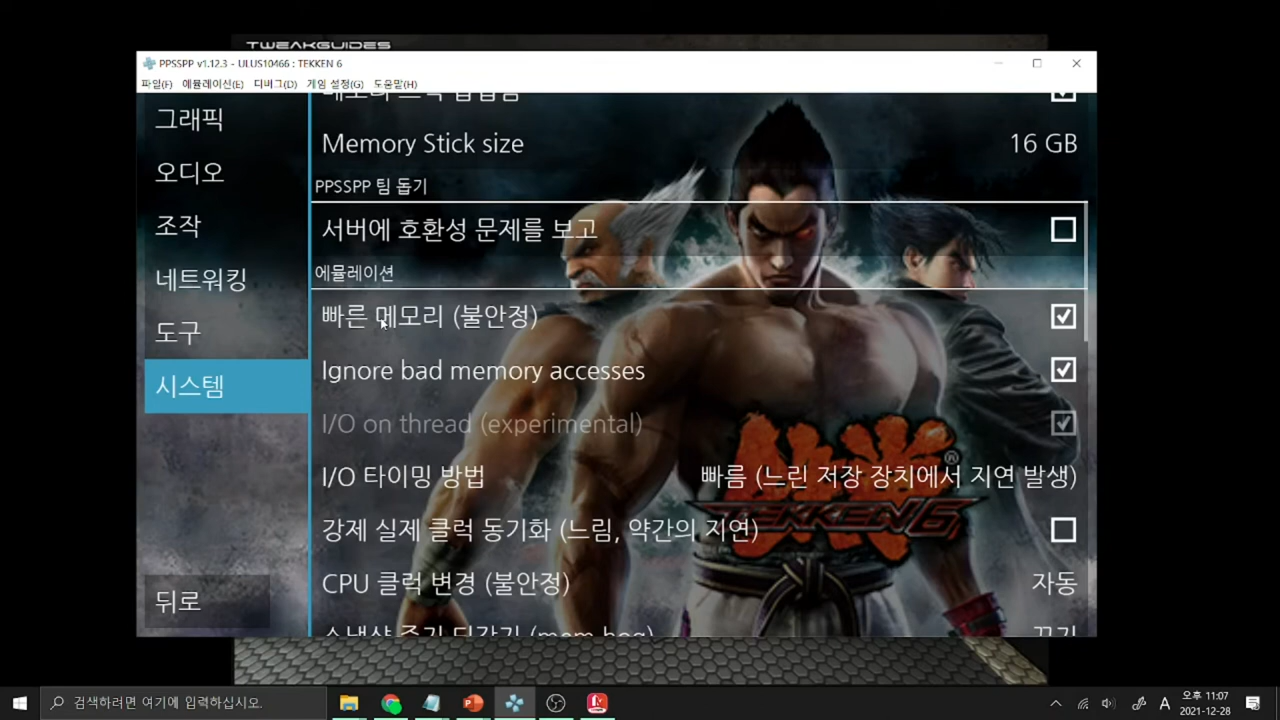 TWEAKGUIDES
PPSSPP v1.12.3 - ULUS10466 : TEKKEN 6
파일(F) 에뮬레이션(E) 디버그(D) 게임 설정(G) 도움말(H)
그래픽
오디오
조작
네트워킹
도구
시스템
뒤로
Memory Stick size 16 GB
PPSSPP 팀 돕기
서버에 호환성 문제를 보고
에뮬레이션
빠른 메모리 (불안정)
Ignore bad memory accesses
I/O on thread (experimental)
I/O 타이밍 방법 빠름 (느린 저장 장치에서 지연 발생)
강제 실제 클럭 동기화 (느림, 약간의 지연)
CPU 클럭 변경 (불안정) 자동
鉄拳
TEKKEN 6
검색하려면 여기에 입력하십시오.
A
오후 11:07
2021-12-28